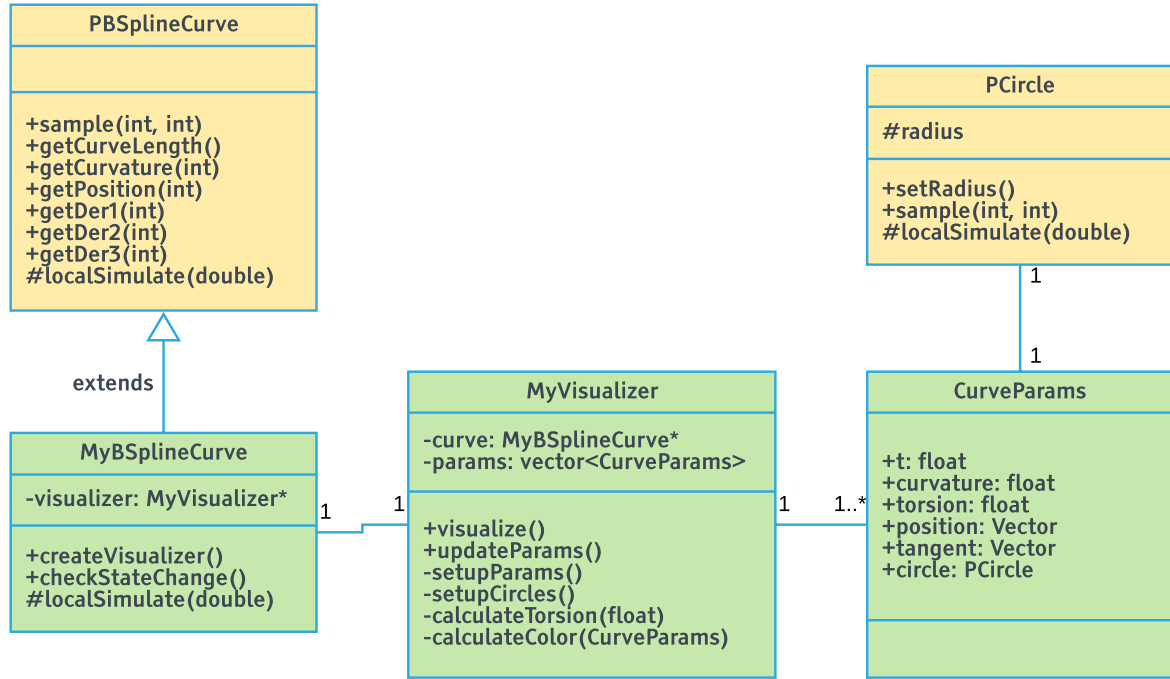 PBSplineCurve
+sample(int, int)
+getCurveLength()
+getCurvature(int)
+getPosition(int)
+getDer1(int)
+getDer2(int)
+getDer3(int)
#localSimulate(double)
extends
MyBSplineCurve
-visualizer: MyVisualizer*
+createVisualizer()
+checkStateChange()
#localSimulate(double)
1
1
MyVisualizer
-curve: MyBSplineCurve*
-params: vector<CurveParams>
+visualize()
+updateParams()
-setupParams()
-setupCircles()
-calculateTorsion(float)
-calculateColor(CurveParams)
1
1..*
PCircle
#radius
+setRadius()
+sample(int, int)
#localSimulate(double)
1
1
CurveParams
+t: float
+curvature: float
+torsion: float
+position: Vector
+tangent: Vector
+circle: PCircle